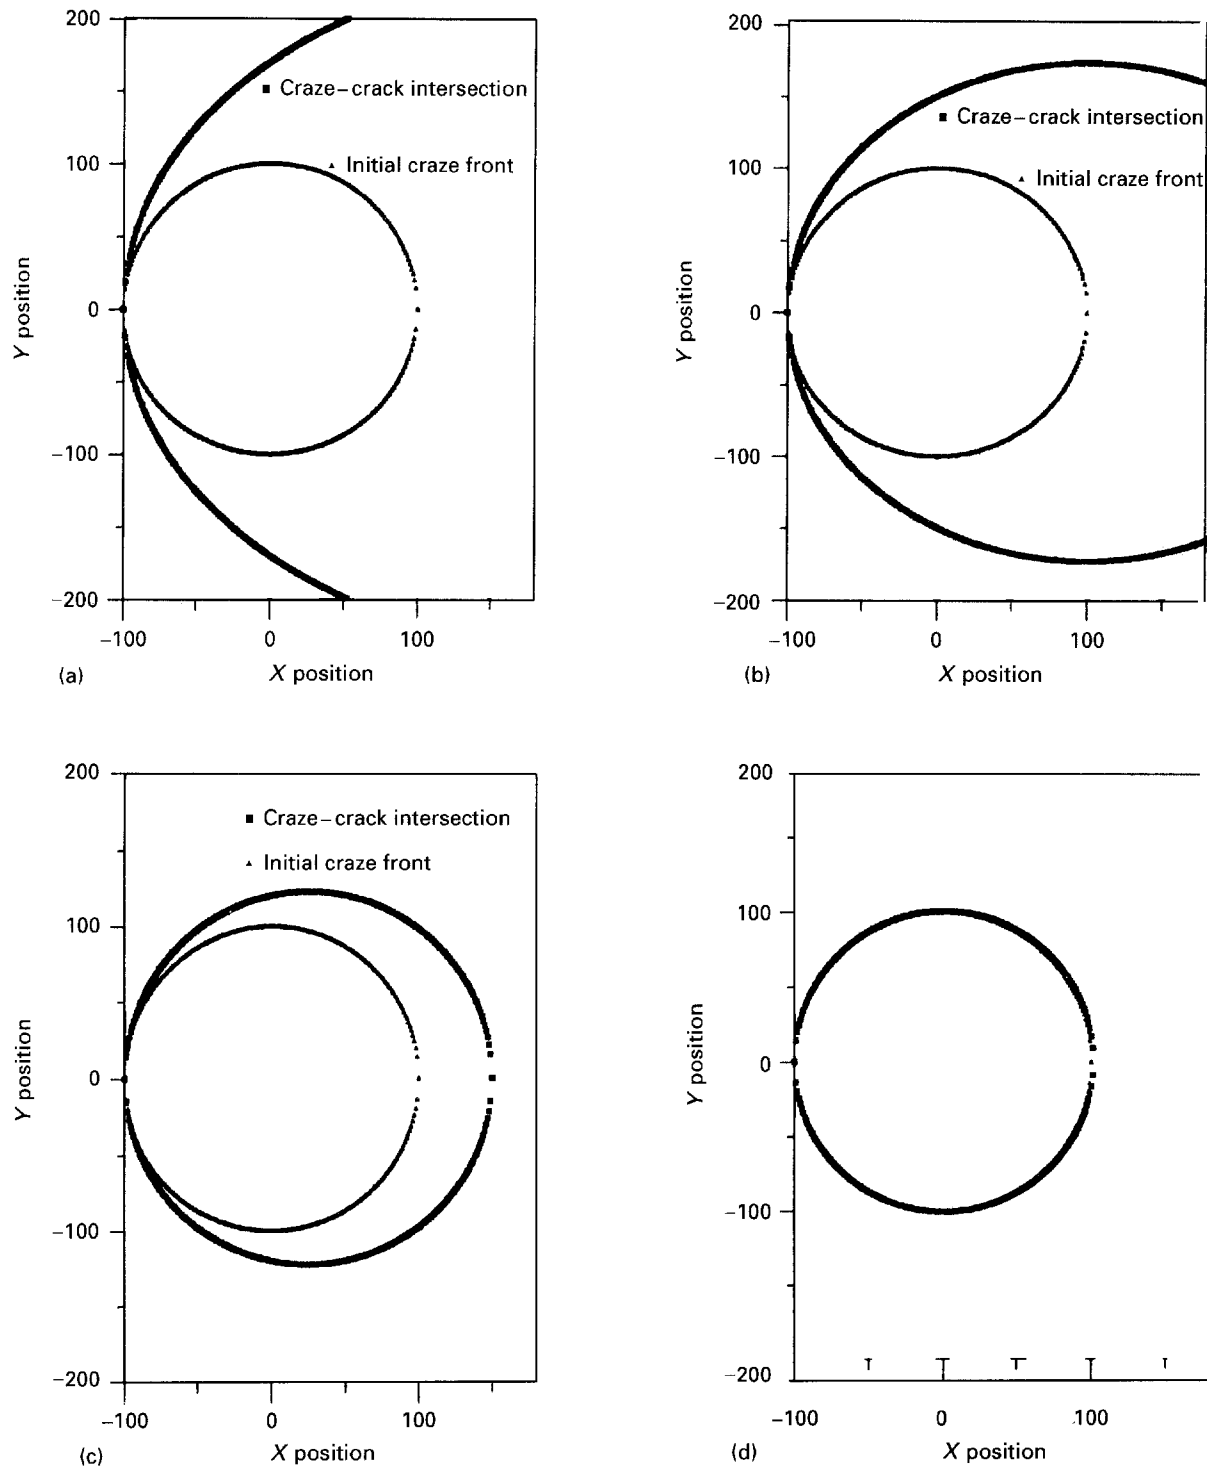 200
Craze–crack intersection
100
Initial craze front
0
Y position
−100
−200
−100 0 100
(a) X position
200
Craze–crack intersection
100
Initial craze front
0
Y position
−100
−200
−100 0 100
(b) X position
200
Craze–crack intersection
Initial craze front
100
0
Y position
−100
−200
−100 0 100
(c) X position
200
100
0
Y position
−100
−200
−100 0 100
(d) X position